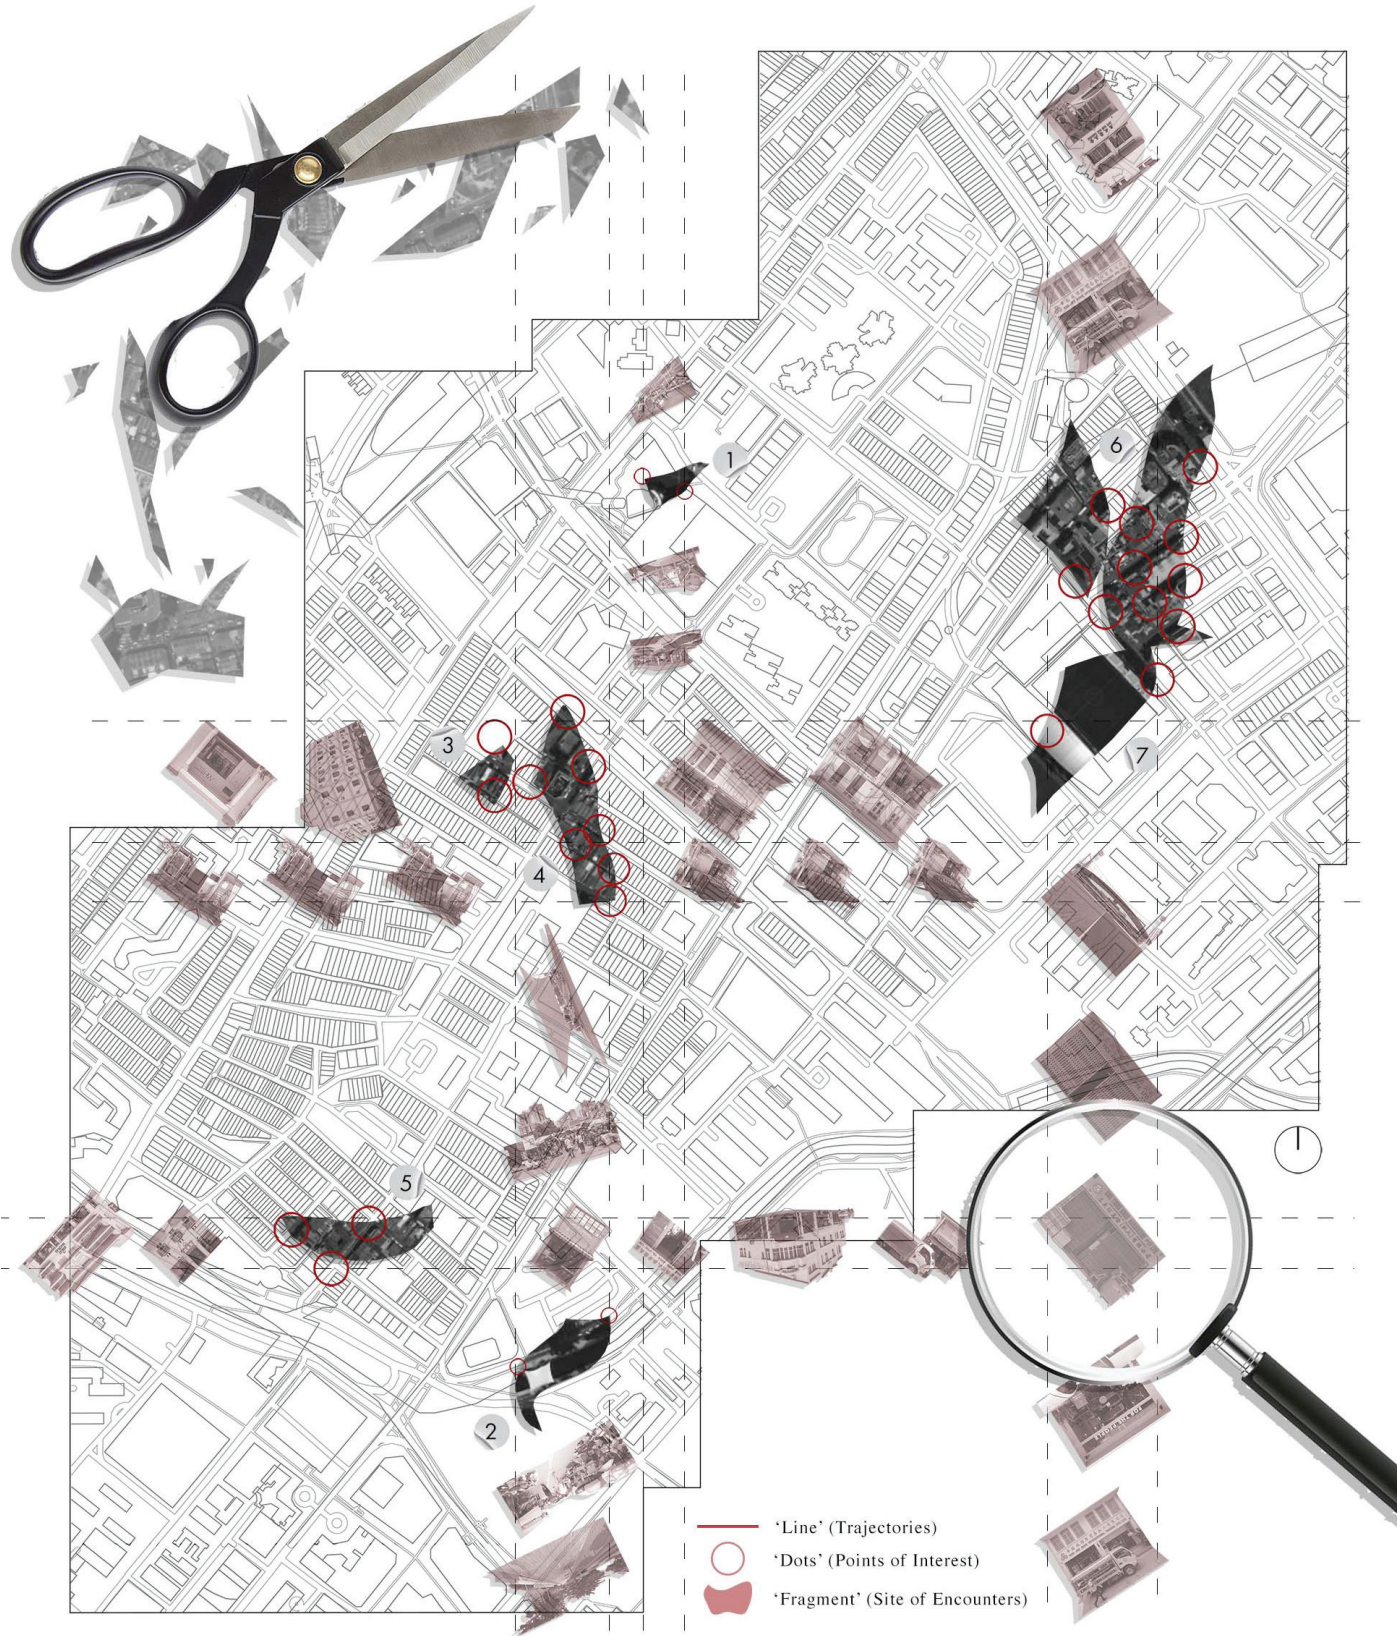 1
6
3
7
4
5
2
'Line' (Trajectories)
'Dots' (Points of Interest)
'Fragment' (Site of Encounters)